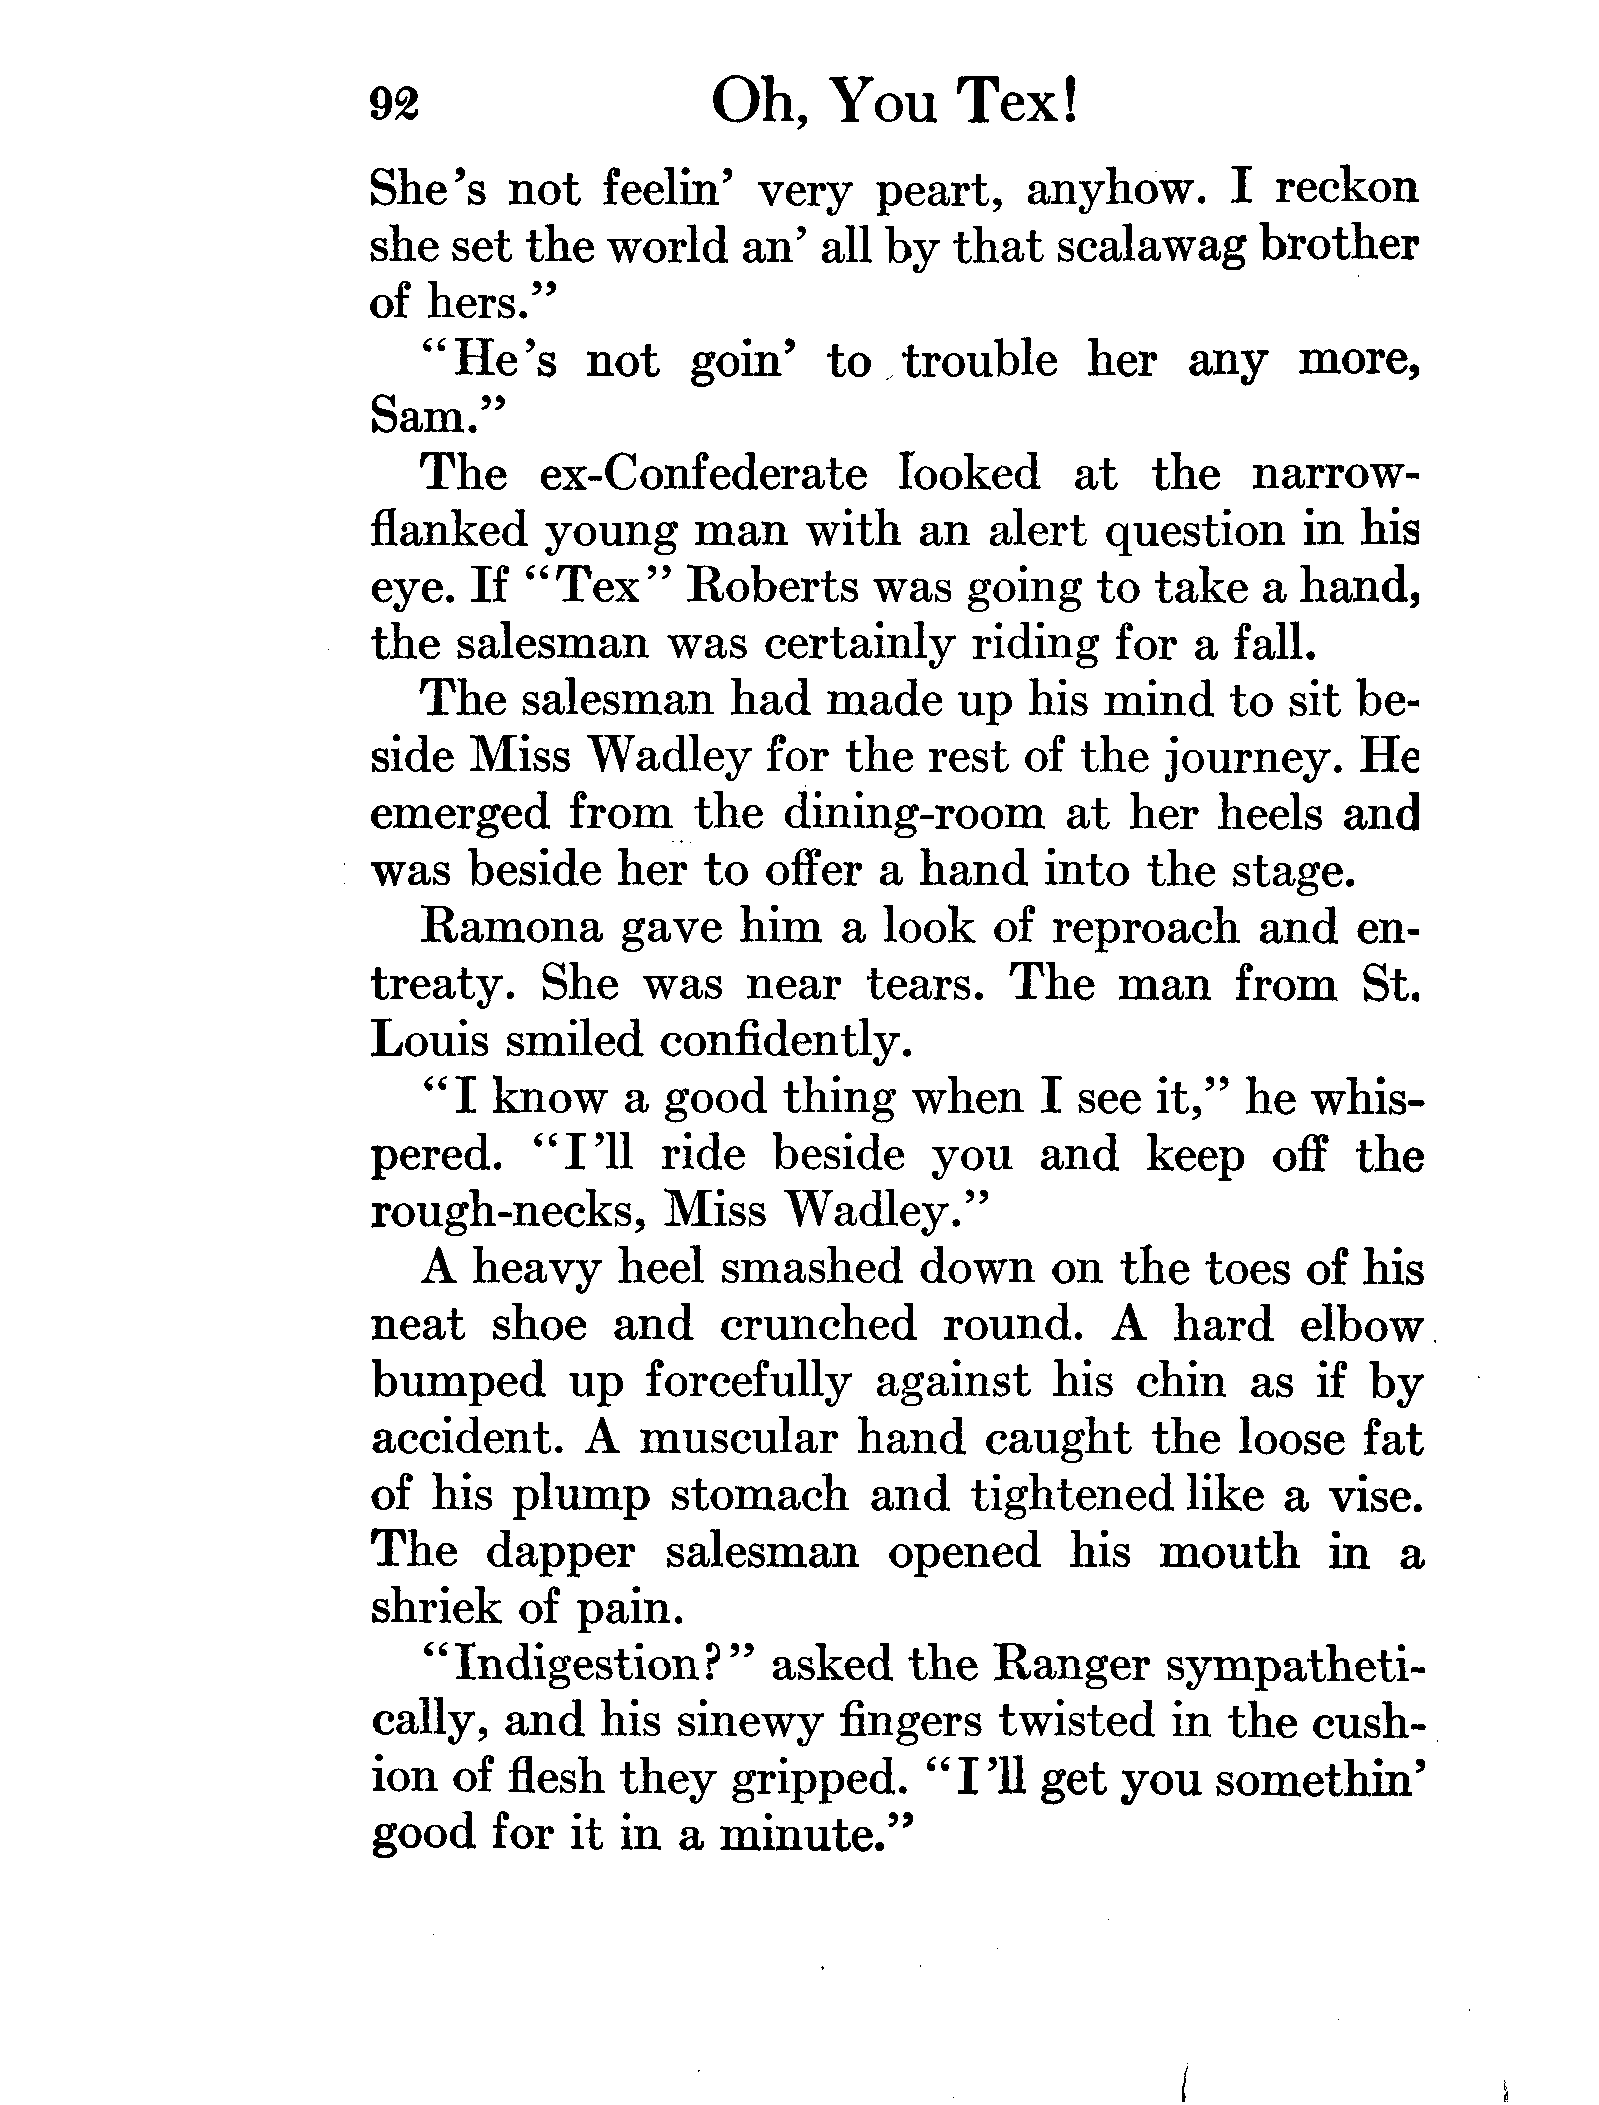 92 Oh, You Tex!
She's not feelin' very peart, anyhow. I reckon
she set the world an' all by that scalawag brother
of hers."
"He's not goin' to trouble her any more,
Sam."
The ex-Confederate looked at the narrow-
flanked young man with an alert question in his
eye. If "Tex" Roberts was going to take a hand,
the salesman was certainly riding for a fall.
The salesman had made up his mind to sit be-
side Miss Wadley for the rest of the journey. He
emerged from the dining-room at her heels and
was beside her to offer a hand into the stage.
Ramona gave him a look of reproach and en-
treaty. She was near tears. The man from St.
Louis smiled confidently.
"I know a good thing when I see it," he whis-
pered. "I'll ride beside you and keep off the
rough-necks, Miss Wadley."
A heavy heel smashed down on the toes of his
neat shoe and crunched round. A hard elbow
bumped up forcefully against his chin as if by
accident. A muscular hand caught the loose fat
of his plump stomach and tightened like a vise.
The dapper salesman opened his mouth in a
shriek of pain.
"Indigestion?" asked the Ranger sympatheti-
cally, and his sinewy fingers twisted in the cush-
ion of flesh they gripped. "I'll get you somethin'
good for it in a minute."